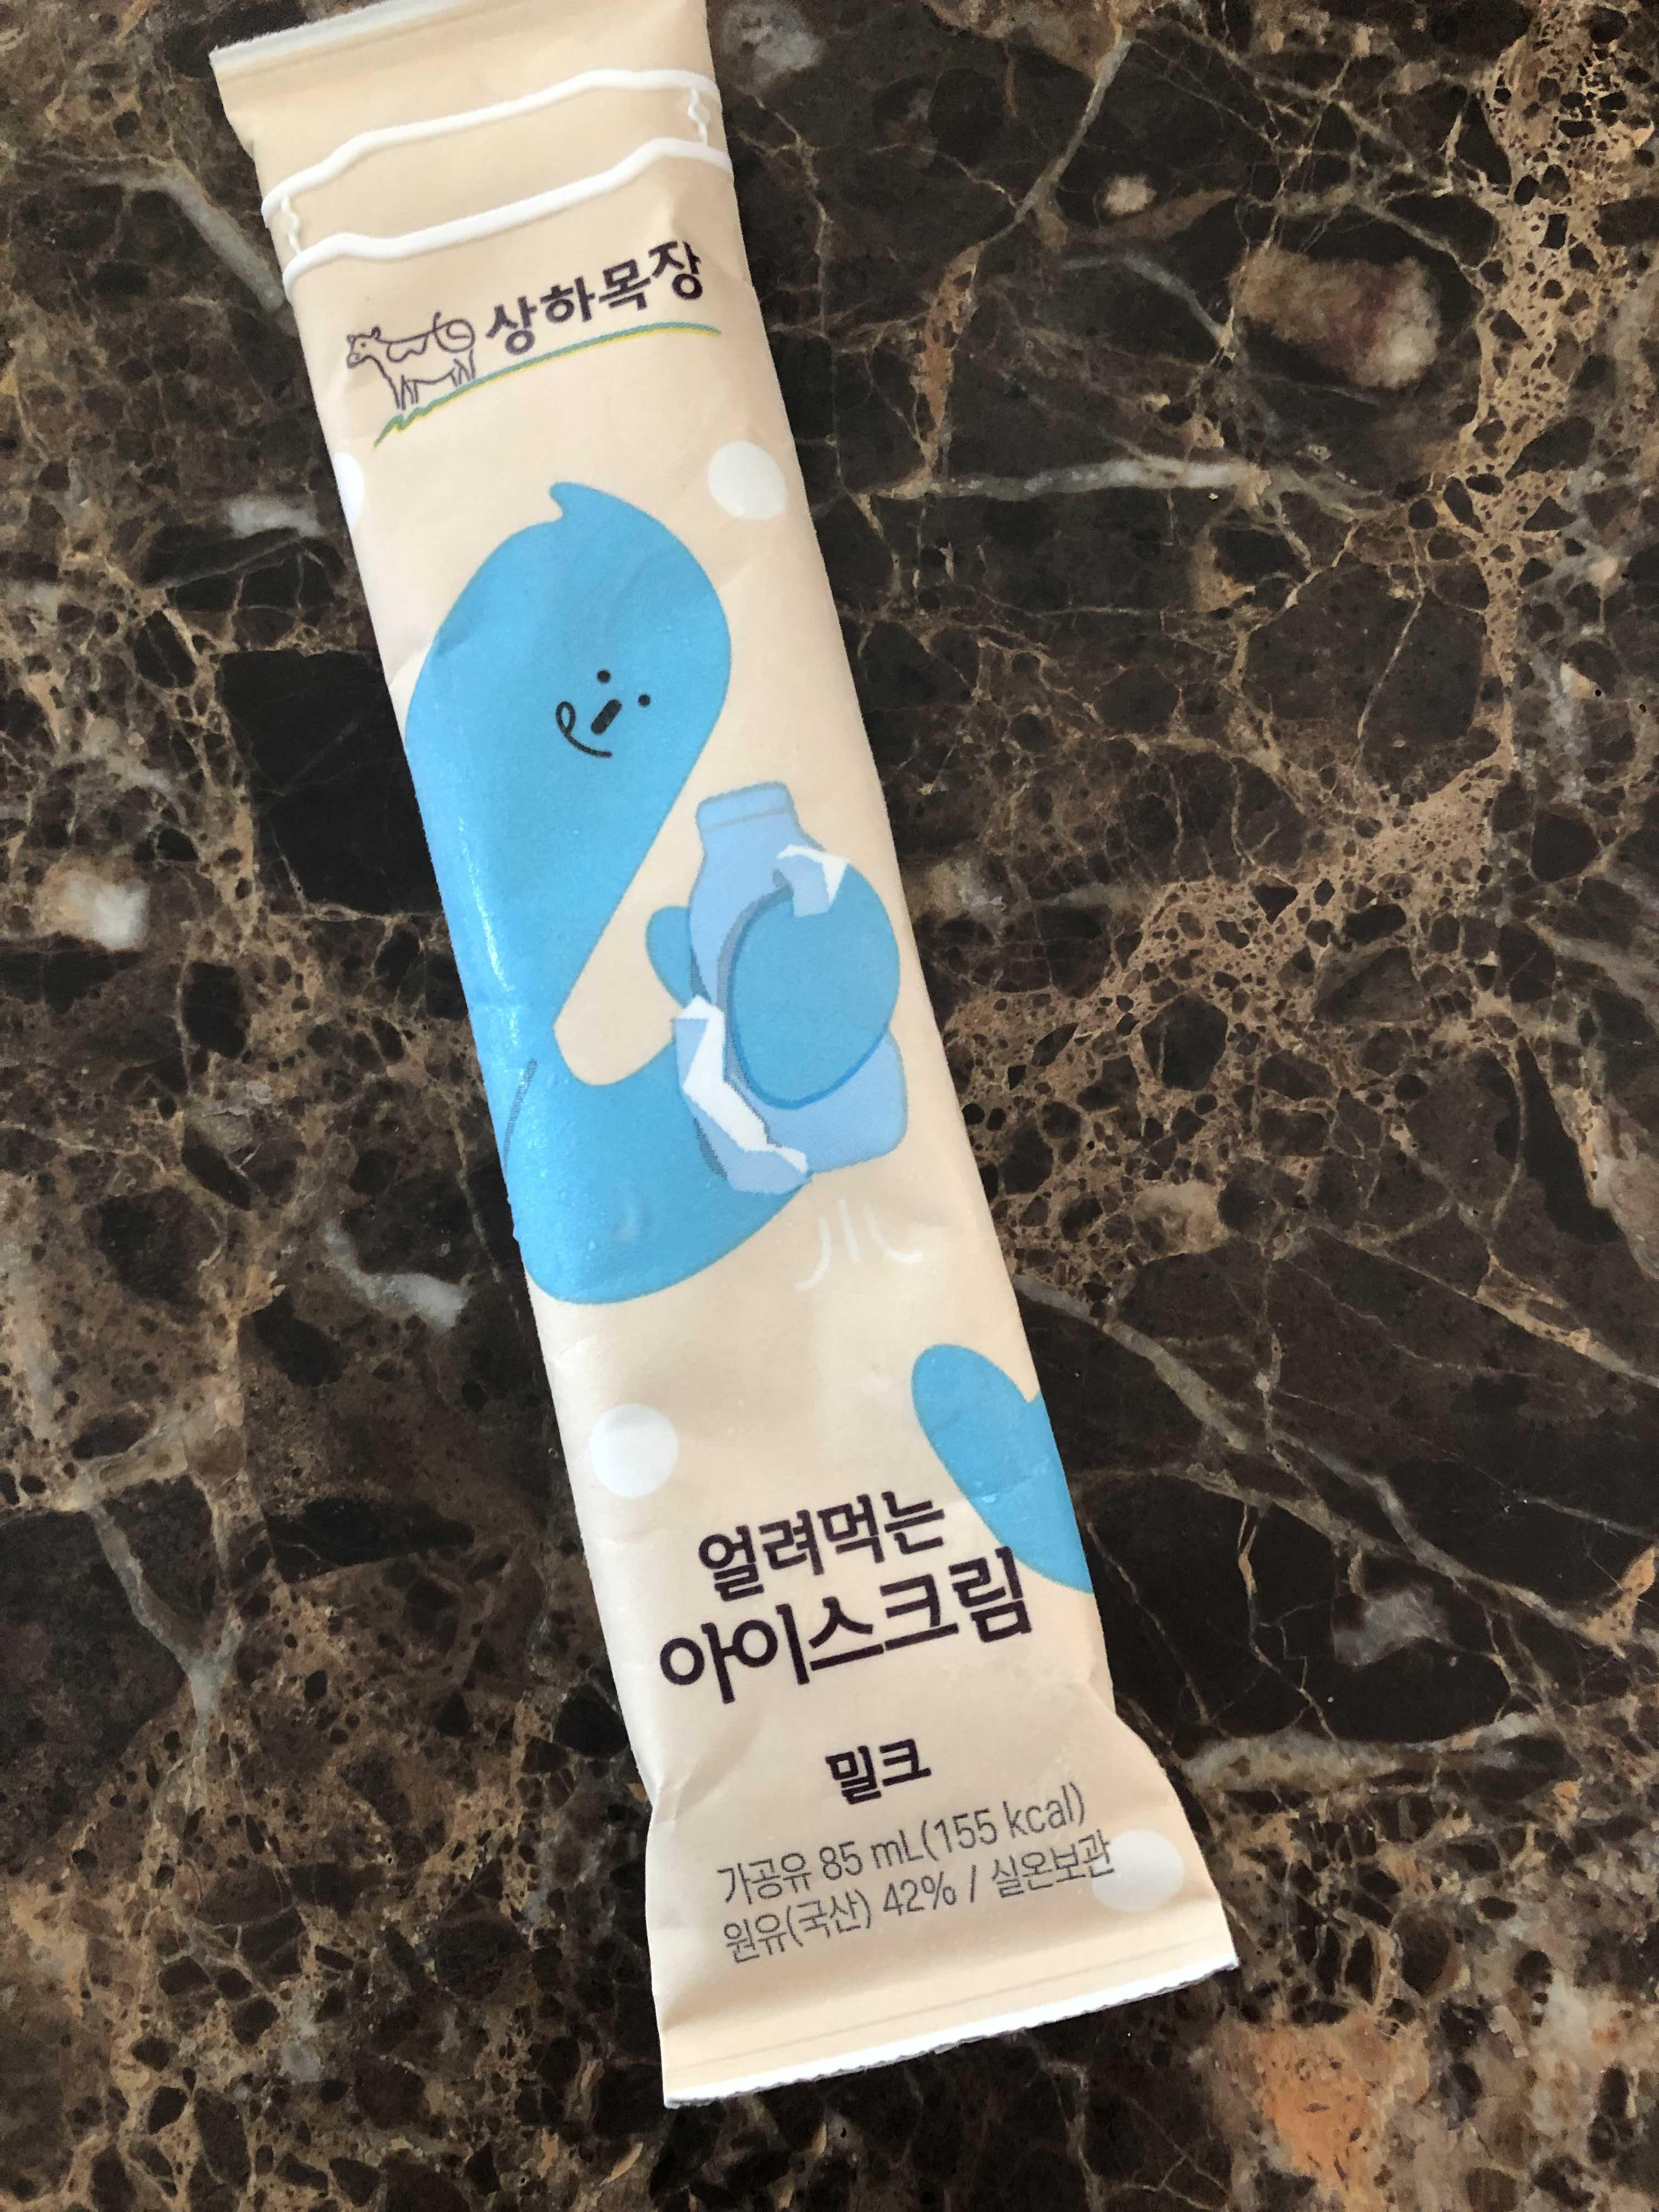 상하목장
얼려먹는
아이스크림
밀크
가공유 85 mL(155 kcal)
원유(국산) 42% / 실온보관